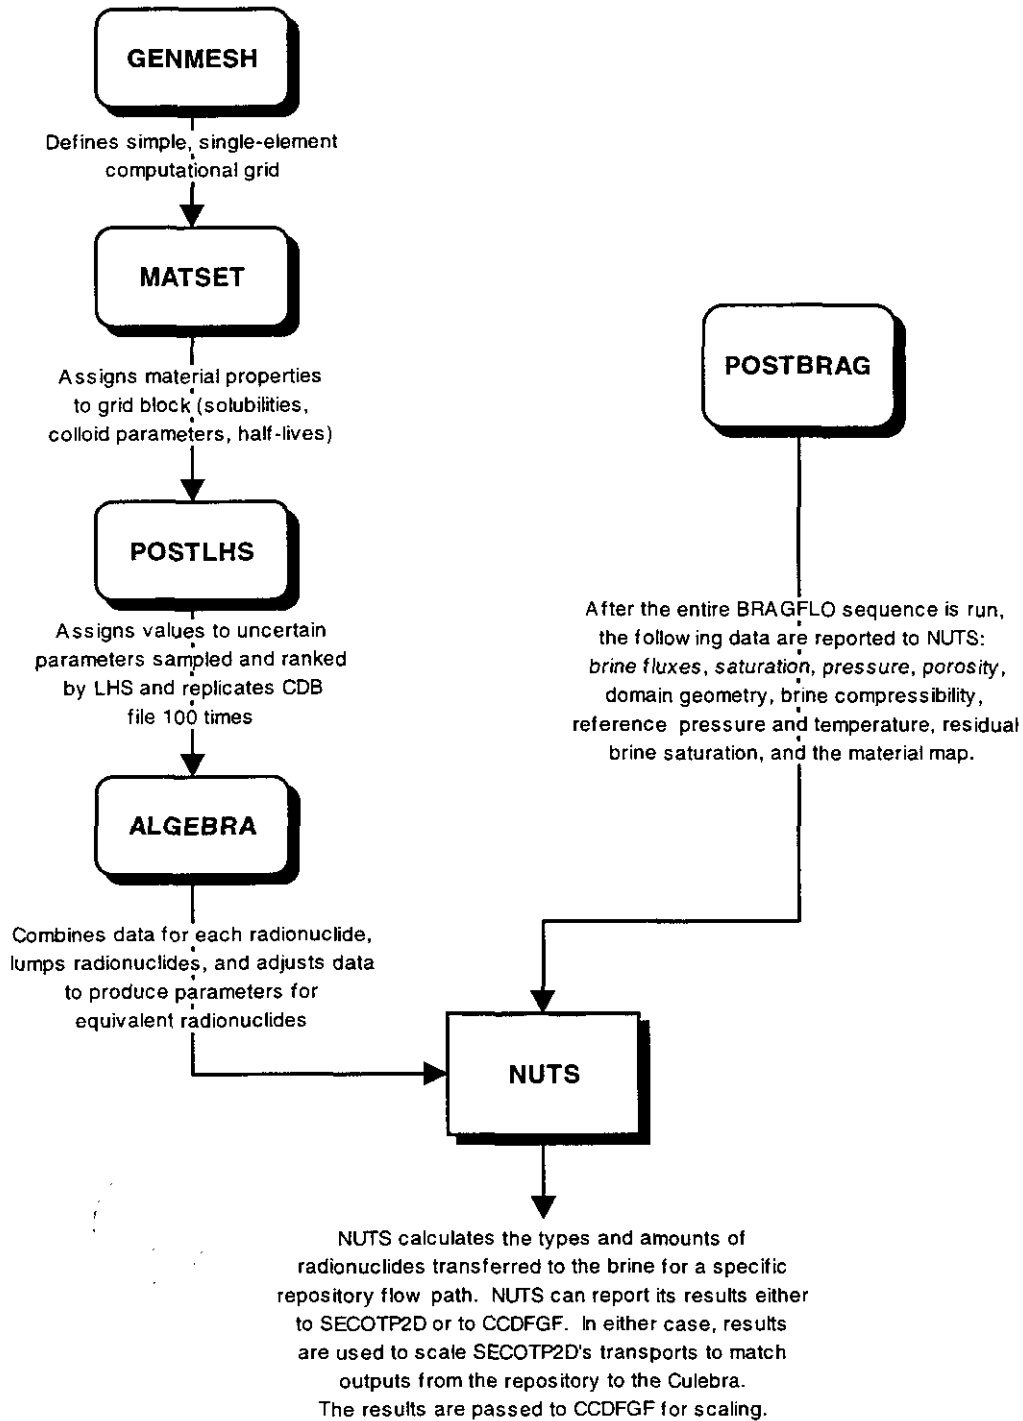 GENMESH
Defines simple, single-element
computational grid
MATSET
Assigns material properties
to grid block (solubilities,
colloid parameters, half-lives)
POSTLHS
Assigns values to uncertain
parameters sampled and ranked
by LHS and replicates CDB
file 100 times
ALGEBRA
Combines data for each radionuclide,
lumps radionuclides, and adjusts data
to produce parameters for
equivalent radionuclides
POSTBRAG
After the entire BRAGFLO sequence is run,
the following data are reported to NUTS:
brine fluxes, saturation, pressure, porosity,
domain geometry, brine compressibility,
reference pressure and temperature, residual
brine saturation, and the material map.
NUTS
NUTS calculates the types and amounts of
radionuclides transferred to the brine for a specific
repository flow path. NUTS can report its results either
to SECOTP2D or to CCDFGF. In either case, results
are used to scale SECOTP2D's transports to match
outputs from the repository to the Culebra.
The results are passed to CCDFGF for scaling.